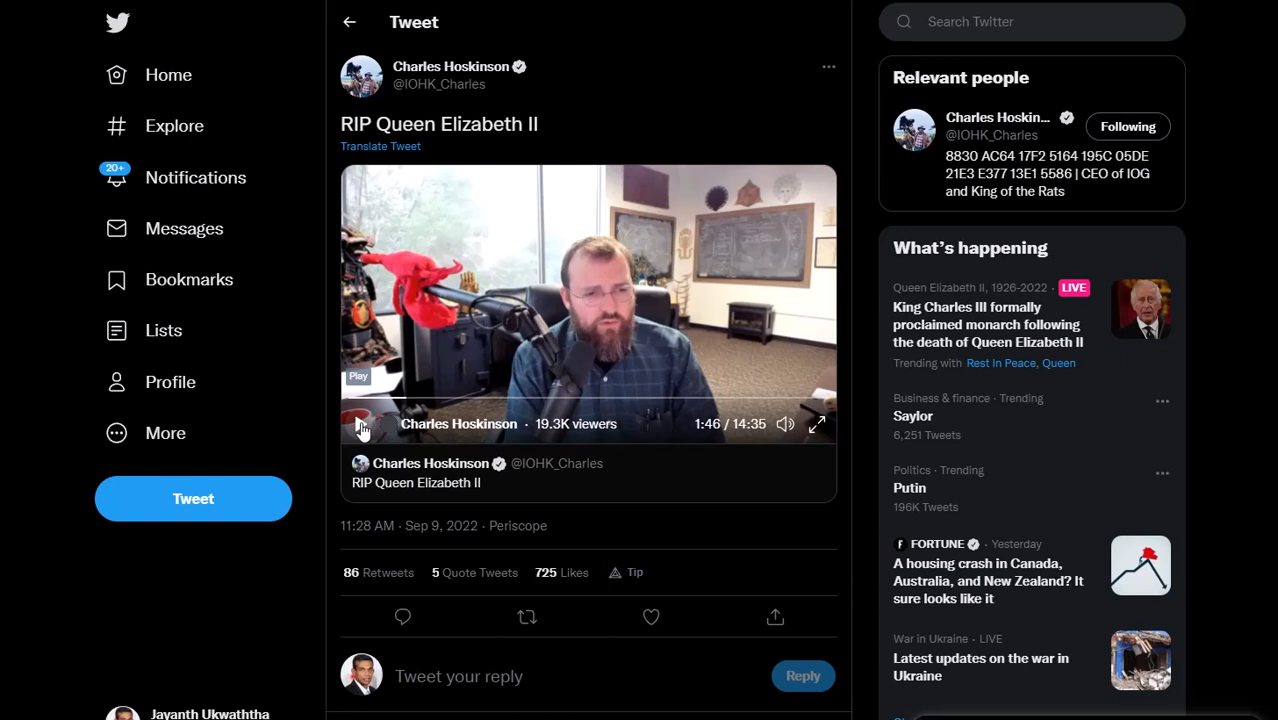 Home
Explore
20+
Notifications
Messages
Bookmarks
Lists
Profile
More
Tweet
Jayanth Ukwaththa
Tweet
Charles Hoskinson
@IOHK_Charles
RIP Queen Elizabeth II
Translate Tweet
Play
Charles Hoskinson · 19.3K viewers
1:46 / 14:35
Charles Hoskinson @IOHK_Charles
RIP Queen Elizabeth II
11:28 AM · Sep 9, 2022 · Periscope
86 Retweets 5 Quote Tweets 725 Likes Tip
Tweet your reply
Reply
Search Twitter
Relevant people
Charles Hoskin...
@IOHK_Charles
Following
8830 AC64 17F2 5164 195C 05DE
21E3 E377 13E1 5586 | CEO of IOG
and King of the Rats
What's happening
Queen Elizabeth II, 1926-2022 · LIVE
King Charles III formally
proclaimed monarch following
the death of Queen Elizabeth II
Trending with Rest In Peace, Queen
Business & finance · Trending
Saylor
6,251 Tweets
Politics · Trending
Putin
196K Tweets
F FORTUNE · Yesterday
A housing crash in Canada,
Australia, and New Zealand? It
sure looks like it
War in Ukraine · LIVE
Latest updates on the war in
Ukraine